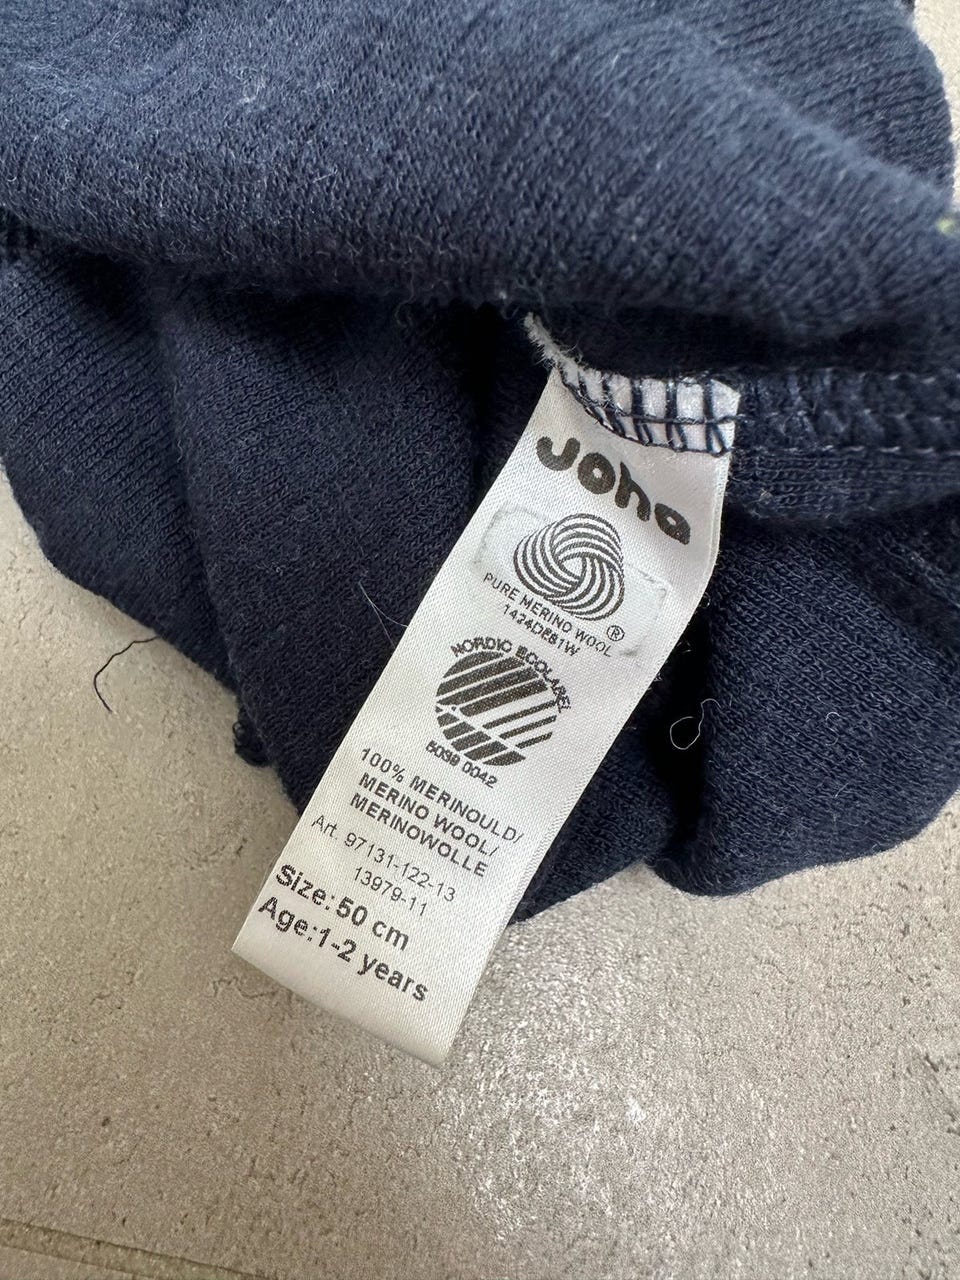 Joha
PURE MERINO WOOL ®
1424DE81W
NORDIC ECOLABEL
5039 0042
100% MERINOULD/
MERINO WOOL/
MERINOWOLLE
Art. 97131-122-13
13979-11
Size: 50 cm
Age:1-2 years